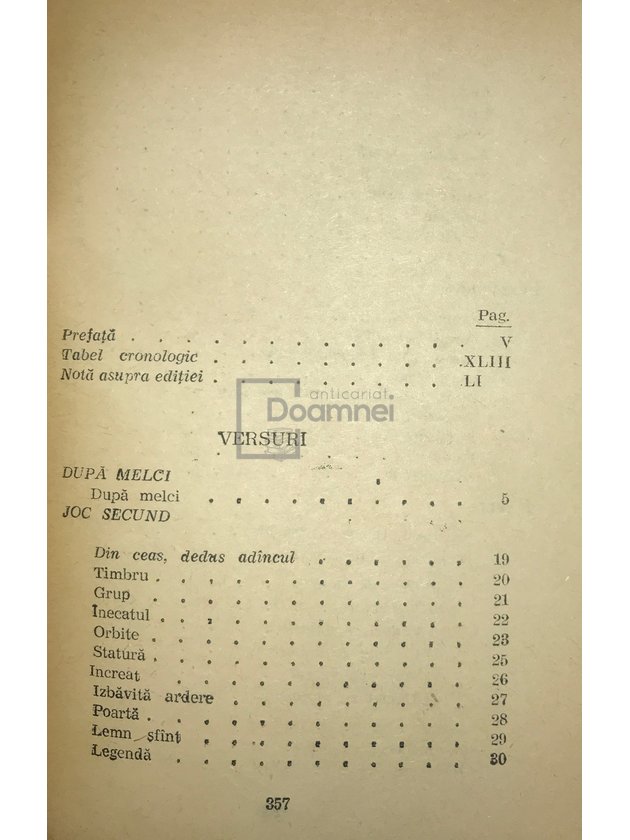 Pag.
Prefaţă . . . . . . . . . . . . . V
Tabel cronologic . . . . . . . . . . XLIII
Notă asupra ediţiei . . . . . . . . . . LI
anticariat
Doamnei
VERSURI
DUPĂ MELCI
După melci . . . . . . . . . . 5
JOC SECUND
Din ceas, dedus adîncul . . . . . . 19
Timbru . . . . . . . . . . . . 20
Grup . . . . . . . . . . . . 21
Înecatul . . . . . . . . . . . . 22
Orbite . . . . . . . . . . . . 23
Statură . . . . . . . . . . . . 25
Increat . . . . . . . . . . . 26
Izbăvită ardere . . . . . . . . . 27
Poartă . . . . . . . . . . . . 28
Lemn sfînt . . . . . . . . . . 29
Legendă . . . . . . . . . . . 30
357